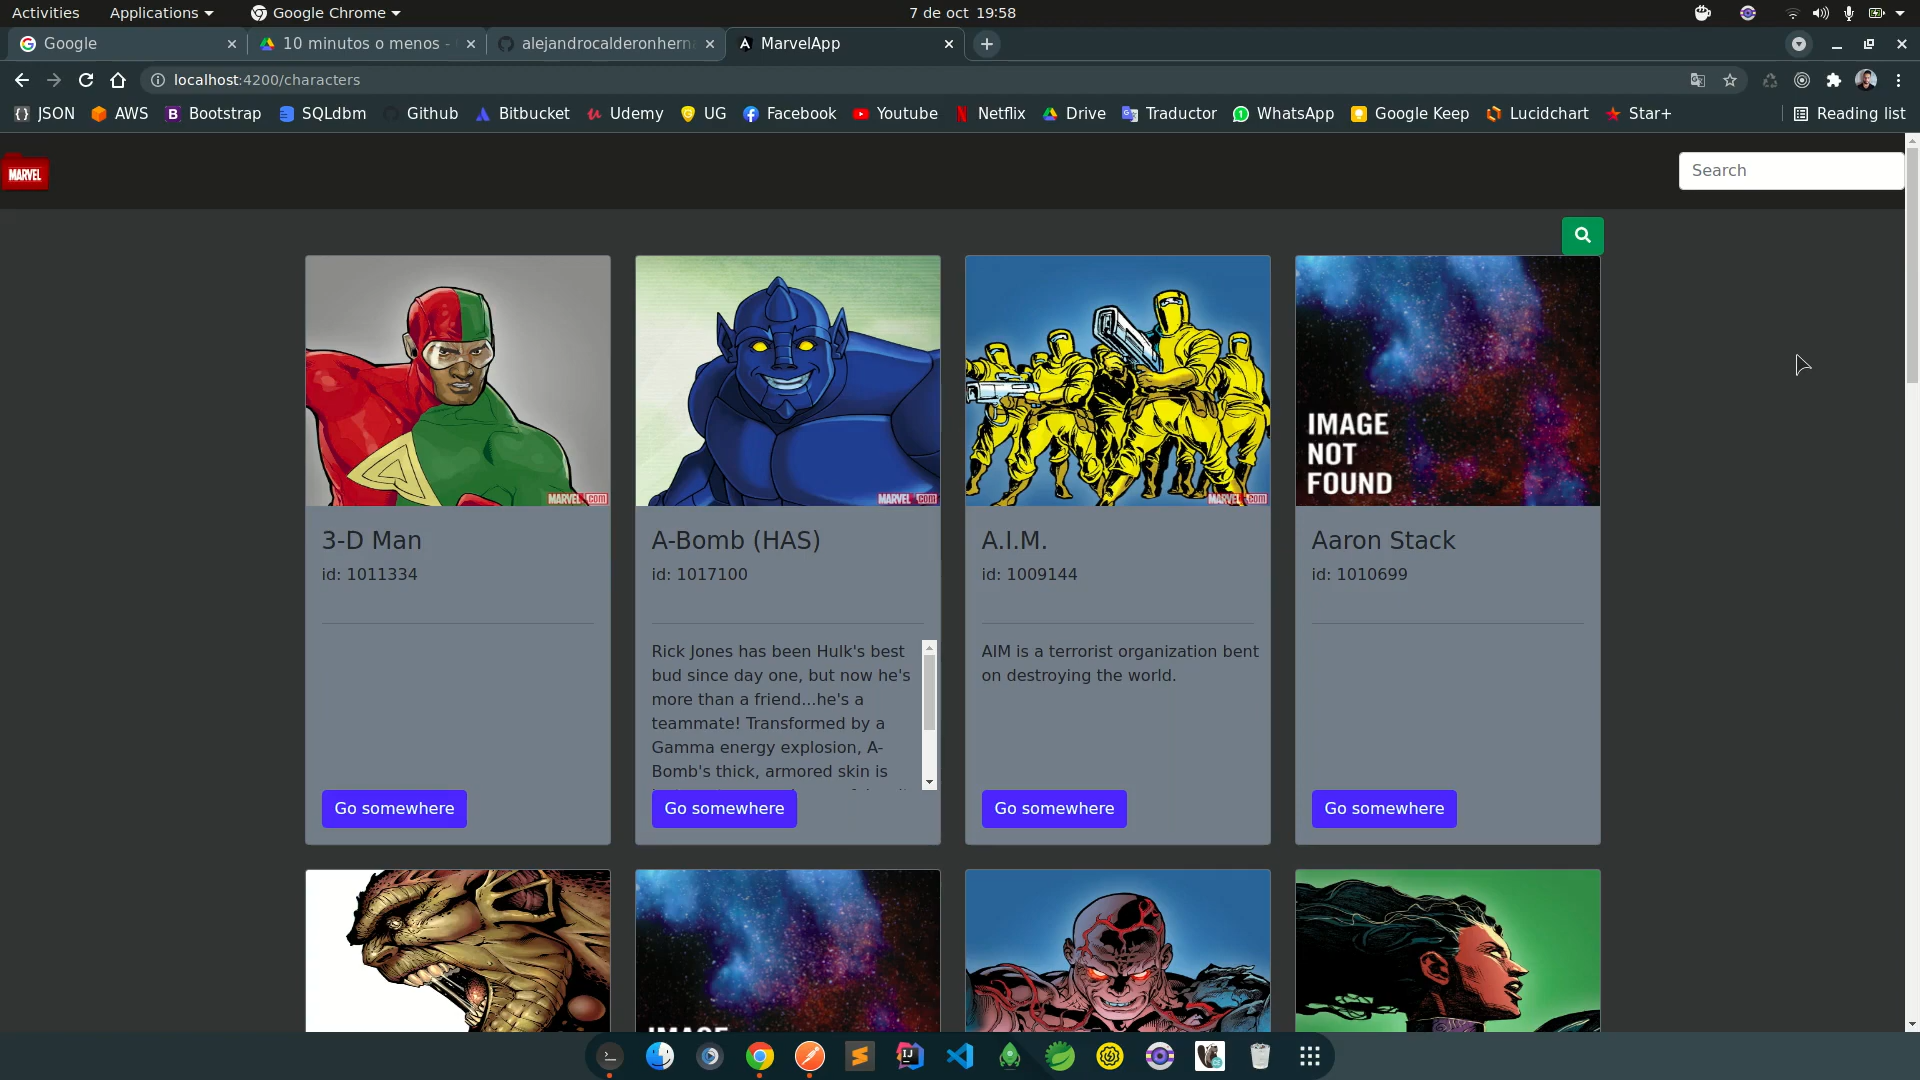 Activities Applications Google Chrome 7 de oct 19:58
Google 10 minutos o menos - alejandrocalderonherna MarvelApp
localhost:4200/characters
JSON AWS Bootstrap SQLdbm Github Bitbucket Udemy UG Facebook Youtube Netflix Drive Traductor WhatsApp Google Keep Lucidchart Star+ Reading list
MARVEL Search
MARVEL.COM MARVEL.COM MARVEL.COM
IMAGE
NOT
FOUND
3-D Man A-Bomb (HAS) A.I.M. Aaron Stack
id: 1011334 id: 1017100 id: 1009144 id: 1010699
Rick Jones has been Hulk's best
bud since day one, but now he's
more than a friend...he's a
teammate! Transformed by a
Gamma energy explosion, A-
Bomb's thick, armored skin is
AIM is a terrorist organization bent
on destroying the world.
Go somewhere Go somewhere Go somewhere Go somewhere
IMAGE